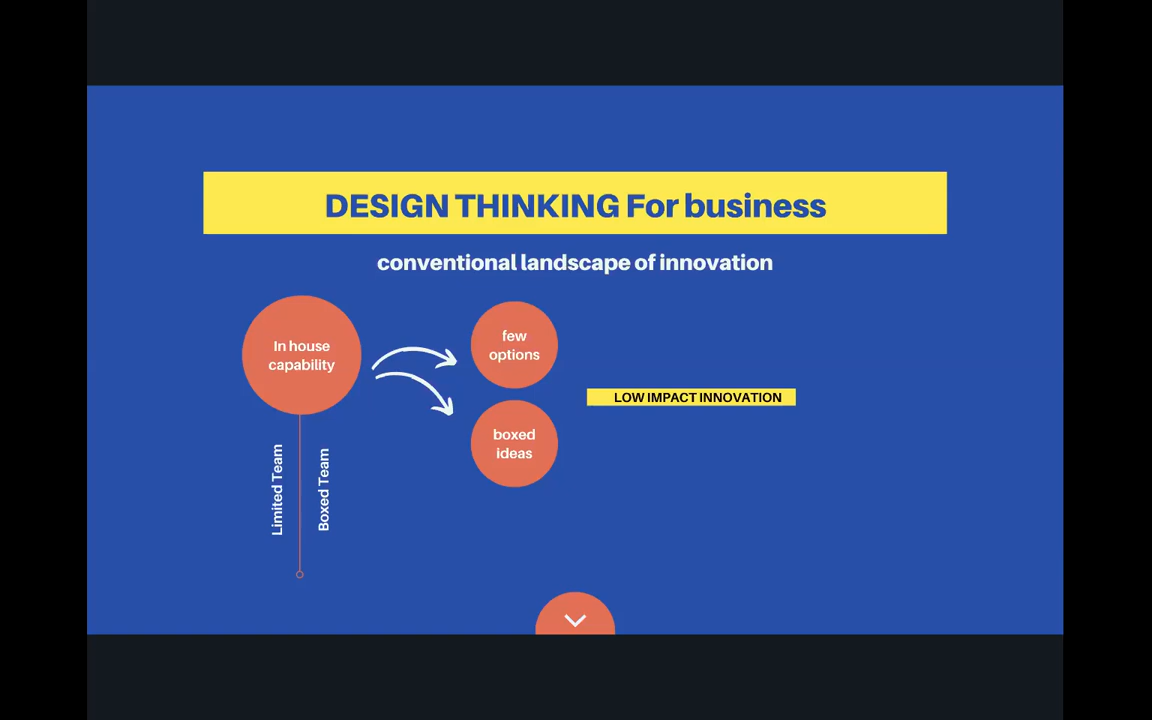 DESIGN THINKING For business
conventional landscape of innovation
In house
capability
few
options
boxed
ideas
LOW IMPACT INNOVATION
Limited Team
Boxed Team